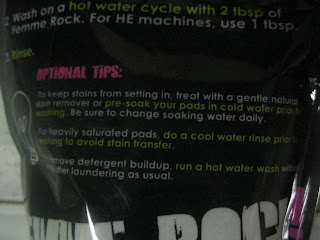 2. Wash on a hot water cycle with 2 tbsp of
Femme Rock. For HE machines, use 1 tbsp.
3. Rinse.
OPTIONAL TIPS:
To keep stains from setting in, treat with a gentle, natural
stain remover or pre-soak your pads in cold water prior to
washing. Be sure to change soaking water daily.
For heavily saturated pads, do a cool water rinse prior to
washing to avoid stain transfer.
remove detergent buildup, run a hot water wash without
laundering as usual.